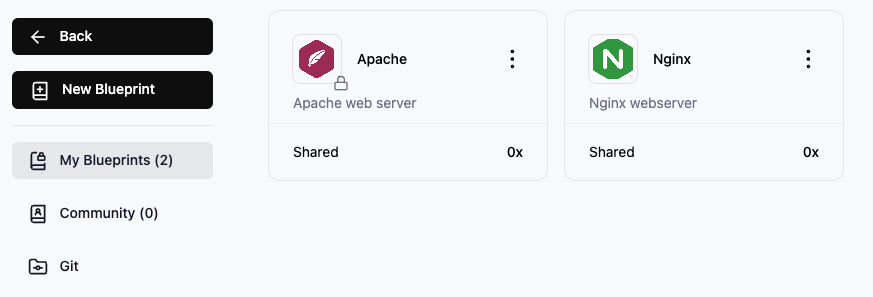 Back
New Blueprint
My Blueprints (2)
Community (0)
Git
Apache
Apache web server
Shared 0x
N
Nginx
Nginx webserver
Shared 0x